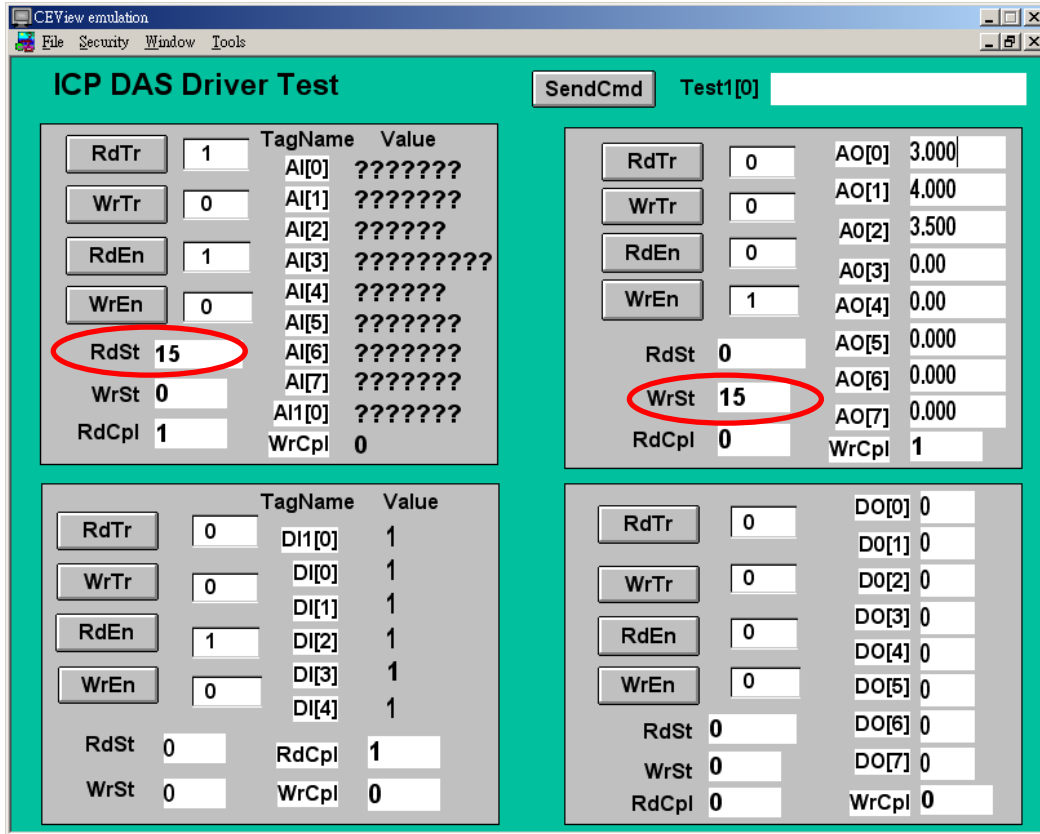 CEView emulation
File Security Window Tools
ICP DAS Driver Test
SendCmd Test1[0]
TagName Value
RdTr 1
AI[0] ???????
WrTr 0
AI[1] ???????
AI[2] ??????
RdEn 1
AI[3] ?????????
WrEn 0
AI[4] ??????
AI[5] ???????
RdSt 15
AI[6] ???????
WrSt 0
AI[7] ???????
AI1[0] ???????
RdCpl 1
WrCpl 0
RdTr 0
AO[0] 3.000
WrTr 0
AO[1] 4.000
A0[2] 3.500
RdEn 0
A0[3] 0.00
WrEn 1
AO[4] 0.00
RdSt 0
AO[5] 0.000
WrSt 15
AO[6] 0.000
AO[7] 0.000
RdCpl 0
WrCpl 1
TagName Value
RdTr 0
DI1[0] 1
WrTr 0
DI[0] 1
DI[1] 1
RdEn 1
DI[2] 1
WrEn 0
DI[3] 1
DI[4] 1
RdSt 0
RdCpl 1
WrSt 0
WrCpl 0
RdTr 0
DO[0] 0
D0[1] 0
WrTr 0
D0[2] 0
RdEn 0
DO[3] 0
DO[4] 0
WrEn 0
DO[5] 0
RdSt 0
DO[6] 0
WrSt 0
DO[7] 0
RdCpl 0
WrCpl 0